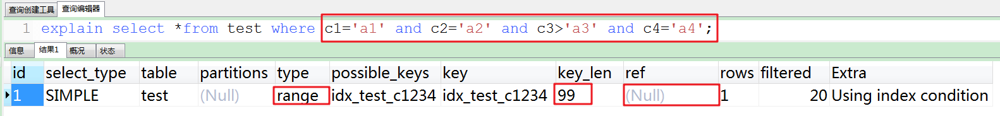 查询创建工具 查询编辑器
1 explain select *from test where c1='a1' and c2='a2' and c3>'a3' and c4='a4';
信息 结果1 概况 状态
id select_type table partitions type possible_keys key key_len ref rows filtered Extra
1 SIMPLE test (Null) range idx_test_c1234 idx_test_c1234 99 (Null) 1 20 Using index condition